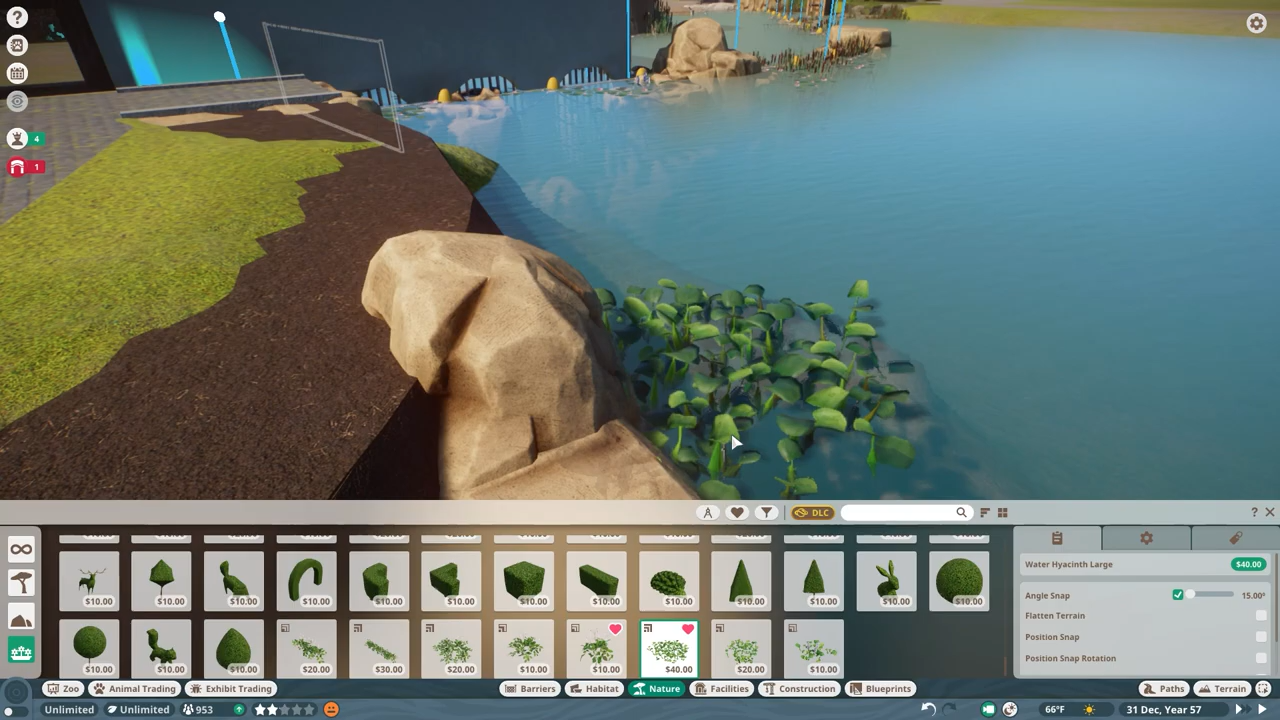 4
1
DLC
$10.00 $10.00 $10.00 $10.00 $10.00 $10.00 $10.00 $10.00 $10.00 $10.00 $10.00 $10.00 $10.00
$10.00 $10.00 $10.00 $20.00 $30.00 $20.00 $10.00 $10.00 $40.00 $20.00 $10.00
Water Hyacinth Large $40.00
Angle Snap 15.00°
Flatten Terrain
Position Snap
Position Snap Rotation
Zoo Animal Trading Exhibit Trading Barriers Habitat Nature Facilities Construction Blueprints Paths Terrain
Unlimited Unlimited 953 66°F 31 Dec, Year 57